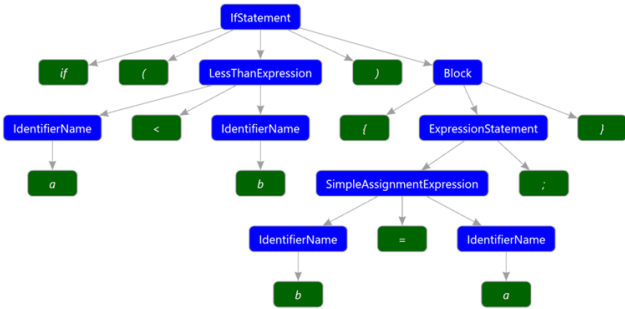 IfStatement
if ( LessThanExpression ) Block
IdentifierName < IdentifierName { ExpressionStatement }
a b SimpleAssignmentExpression ;
IdentifierName = IdentifierName
b a